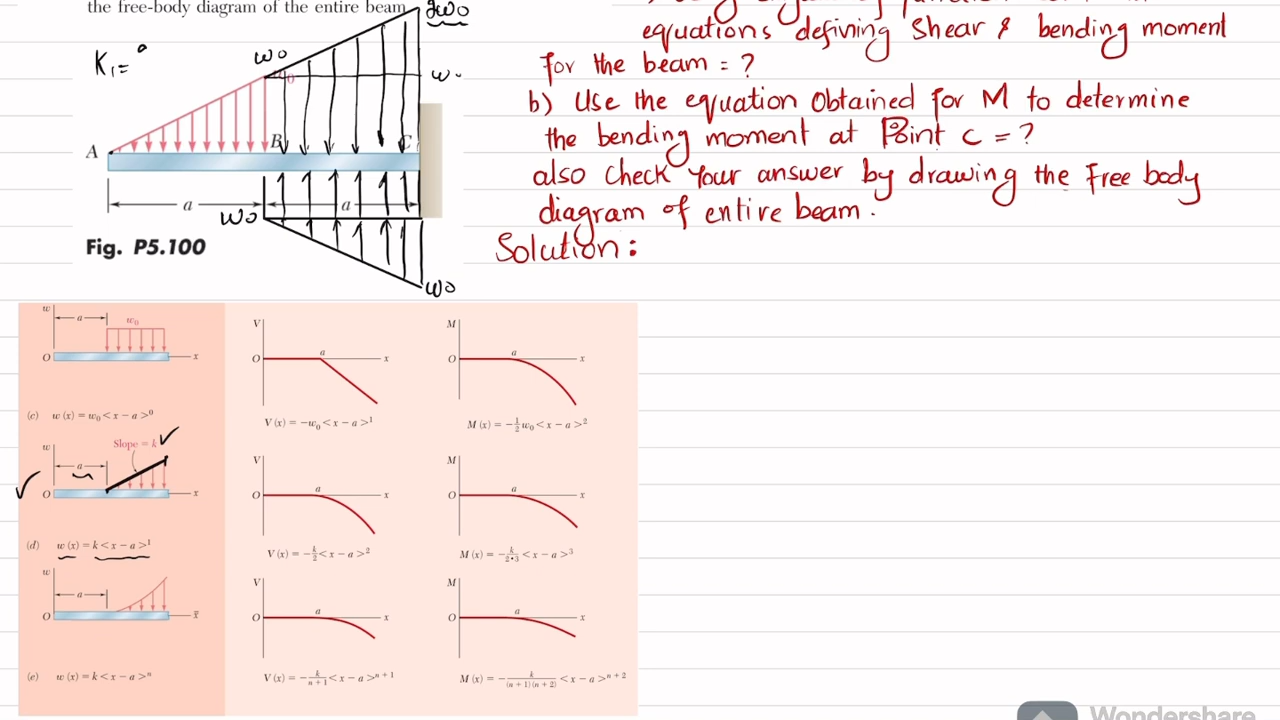 the free-body diagram of the entire beam
2w0
w0
K1=
w0
A
B
C
a
a
w0
Fig. P5.100
w0
equations defining Shear & bending moment
for the beam = ?
b) Use the equation Obtained for M to determine
the bending moment at Point C = ?
also check Your answer by drawing the Free body
diagram of entire beam.
Solution:
w
a
w0
O
x
(c) w (x) = w0 < x − a >0
V
O
a
x
V (x) = −w0 < x − a >1
M
O
a
x
M (x) = −1/2 w0 < x − a >2
w
a
Slope = k
O
x
(d) w (x) = k < x − a >1
V
O
a
x
V (x) = −k/2 < x − a >2
M
O
a
x
M (x) = −k/2•3 < x − a >3
w
a
O
x
(e) w (x) = k < x − a >n
V
O
a
x
V (x) = −k/n + 1 < x − a >n + 1
M
O
a
x
M (x) = −k/(n + 1) (n + 2) < x − a >n + 2
Wondershare